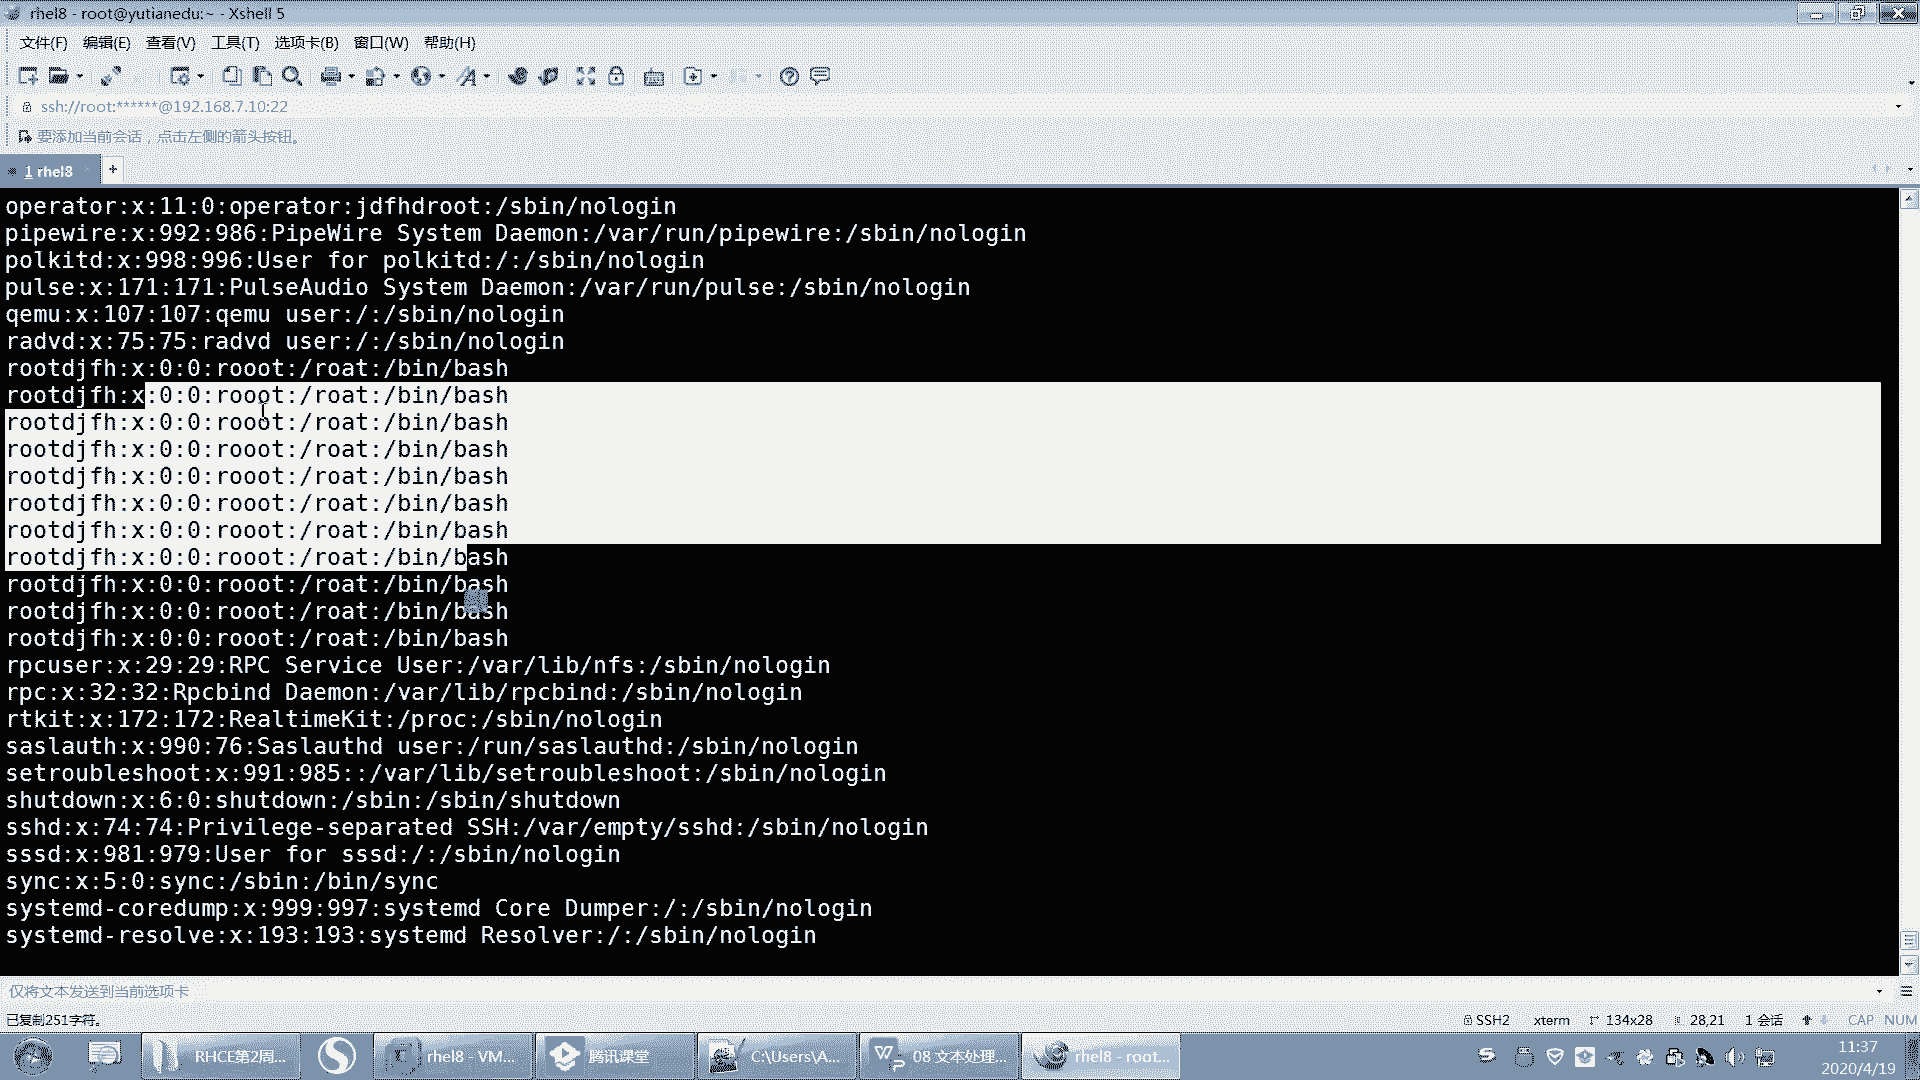 rhel8 - root@yutianedu:~ - Xshell 5
文件(F) 编辑(E) 查看(V) 工具(T) 选项卡(B) 窗口(W) 帮助(H)
ssh://root:******@192.168.7.10:22
要添加当前会话，点击左侧的箭头按钮。
1 rhel8
operator:x:11:0:operator:jdfhdroot:/sbin/nologin
pipewire:x:992:986:PipeWire System Daemon:/var/run/pipewire:/sbin/nologin
polkitd:x:998:996:User for polkitd:/:/sbin/nologin
pulse:x:171:171:PulseAudio System Daemon:/var/run/pulse:/sbin/nologin
qemu:x:107:107:qemu user:/:/sbin/nologin
radvd:x:75:75:radvd user:/:/sbin/nologin
rootdjfh:x:0:0:rooot:/roat:/bin/bash
rootdjfh:x:0:0:rooot:/roat:/bin/bash
rootdjfh:x:0:0:rooot:/roat:/bin/bash
rootdjfh:x:0:0:rooot:/roat:/bin/bash
rootdjfh:x:0:0:rooot:/roat:/bin/bash
rootdjfh:x:0:0:rooot:/roat:/bin/bash
rootdjfh:x:0:0:rooot:/roat:/bin/bash
rootdjfh:x:0:0:rooot:/roat:/bin/bash
rootdjfh:x:0:0:rooot:/roat:/bin/bash
rootdjfh:x:0:0:rooot:/roat:/bin/bash
rootdjfh:x:0:0:rooot:/roat:/bin/bash
rpcuser:x:29:29:RPC Service User:/var/lib/nfs:/sbin/nologin
rpc:x:32:32:Rpcbind Daemon:/var/lib/rpcbind:/sbin/nologin
rtkit:x:172:172:RealtimeKit:/proc:/sbin/nologin
saslauth:x:990:76:Saslauthd user:/run/saslauthd:/sbin/nologin
setroubleshoot:x:991:985::/var/lib/setroubleshoot:/sbin/nologin
shutdown:x:6:0:shutdown:/sbin:/sbin/shutdown
sshd:x:74:74:Privilege-separated SSH:/var/empty/sshd:/sbin/nologin
sssd:x:981:979:User for sssd:/:/sbin/nologin
sync:x:5:0:sync:/sbin:/bin/sync
systemd-coredump:x:999:997:systemd Core Dumper:/:/sbin/nologin
systemd-resolve:x:193:193:systemd Resolver:/:/sbin/nologin
仅将文本发送到当前选项卡
已复制251字符。 SSH2 xterm 134x28 28,21 1 会话 CAP NUM
RHCE第2周... rhel8 - VM... 腾讯课堂 C:\Users\A... 08 文本处理... rhel8 - root... 11:37
2020/4/19